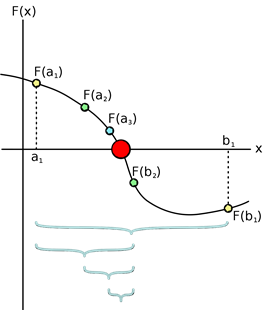 F(x)
F(a₁)
F(a₂)
F(a₃)
b₁
x
a₁
F(b₂)
F(b₁)